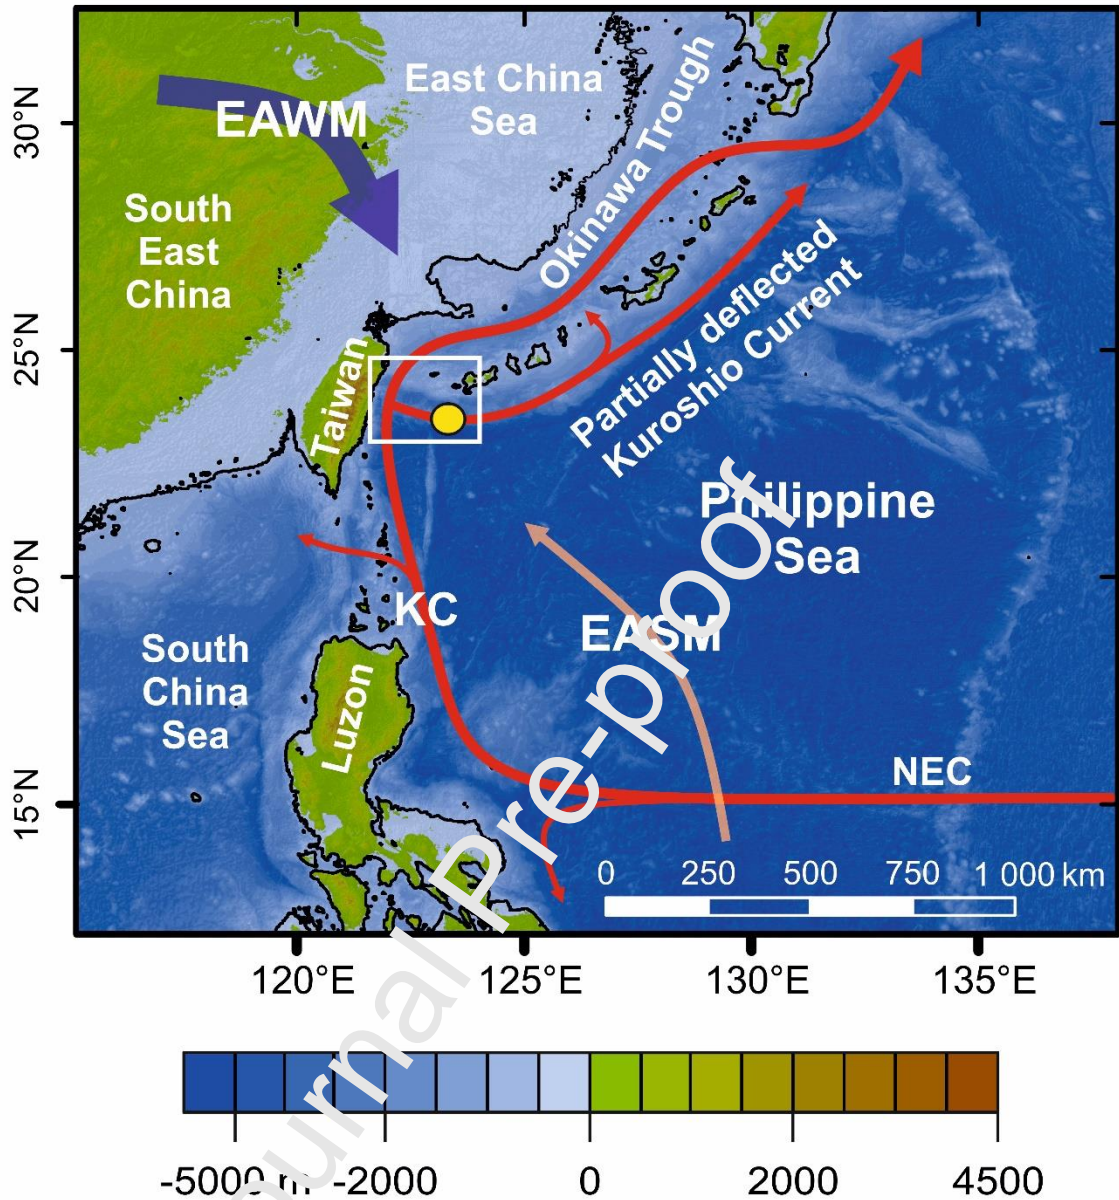 East China
Sea
EAWM
South
East
China
Okinawa Trough
Taiwan
Partially deflected
Kuroshio Current
Philippine
Sea
KC
EASM
South
China
Sea
Luzon
NEC
0 250 500 750 1 000 km
30°N
25°N
20°N
15°N
120°E 125°E 130°E 135°E
-5000 m -2000 0 2000 4500
urnal Pre-proof